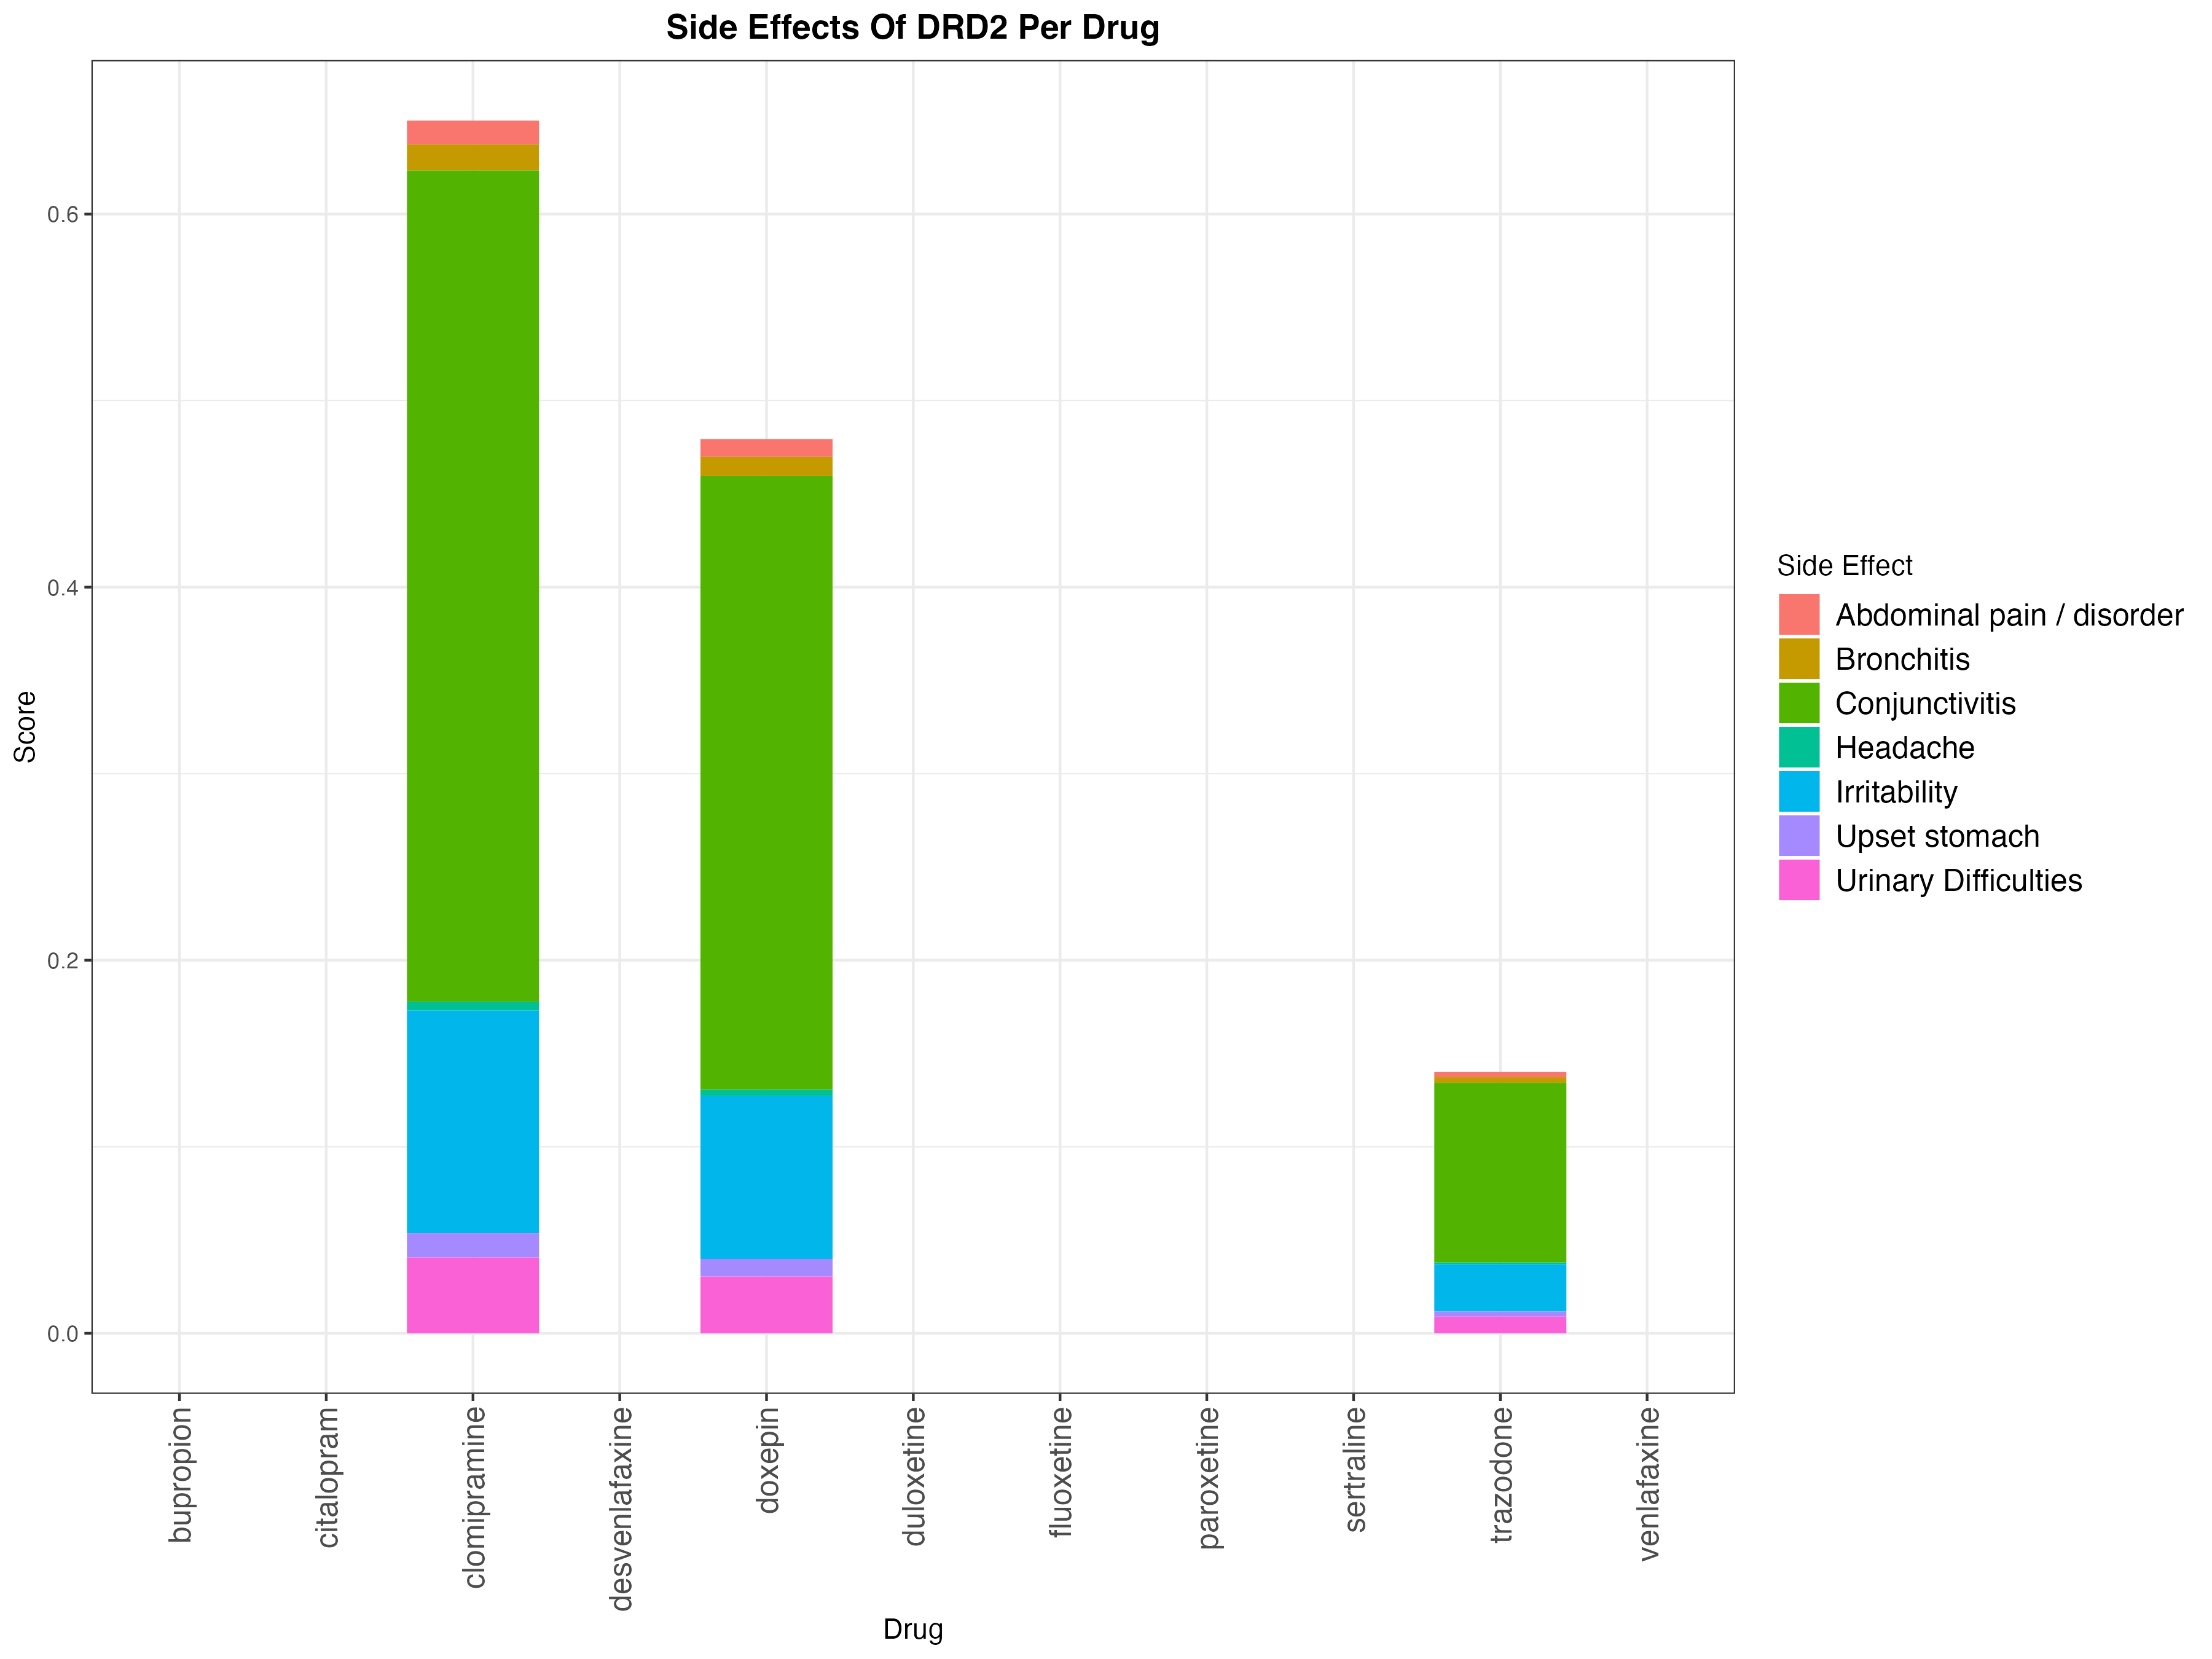 Side Effects Of DRD2 Per Drug
Score
0.6
0.4
0.2
0.0
bupropion
citalopram
clomipramine
desvenlafaxine
doxepin
duloxetine
fluoxetine
paroxetine
sertraline
trazodone
venlafaxine
Drug
Side Effect
Abdominal pain / disorder
Bronchitis
Conjunctivitis
Headache
Irritability
Upset stomach
Urinary Difficulties